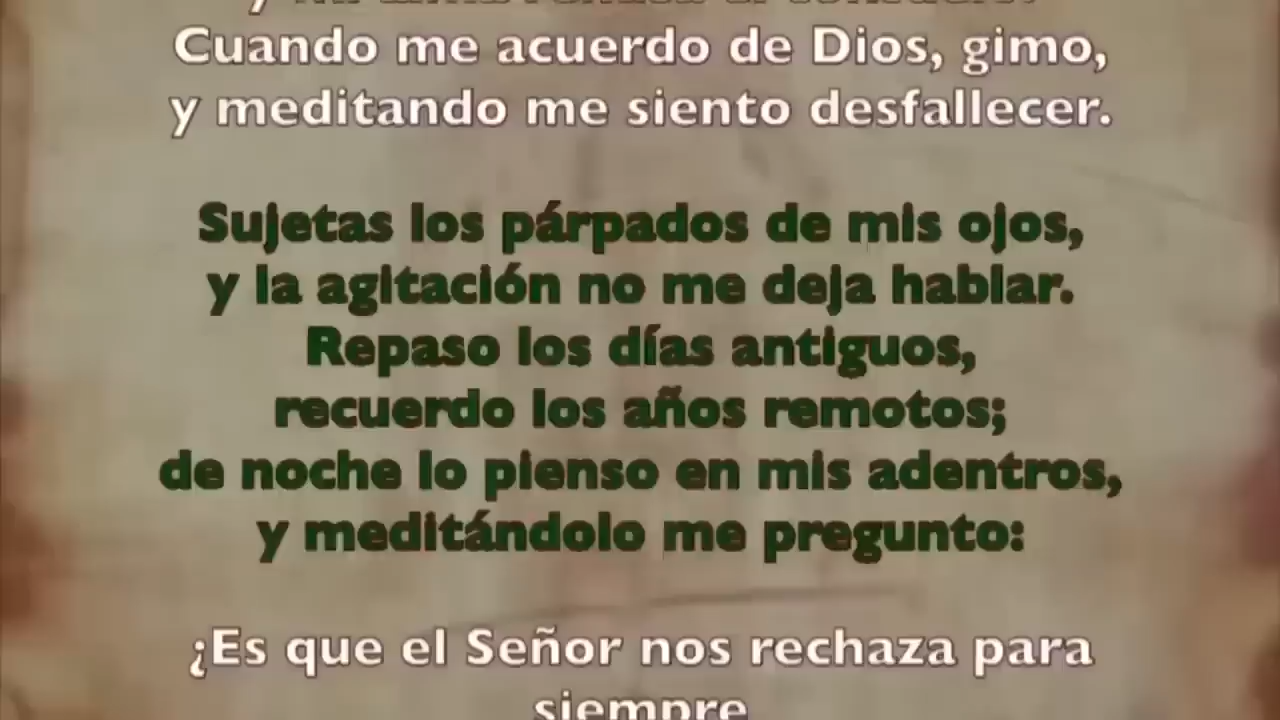 Cuando me acuerdo de Dios, gimo,
y meditando me siento desfallecer.
Sujetas los párpados de mis ojos,
y la agitación no me deja hablar.
Repaso los días antiguos,
recuerdo los años remotos;
de noche lo pienso en mis adentros,
y meditándolo me pregunto:
¿Es que el Señor nos rechaza para
siempre